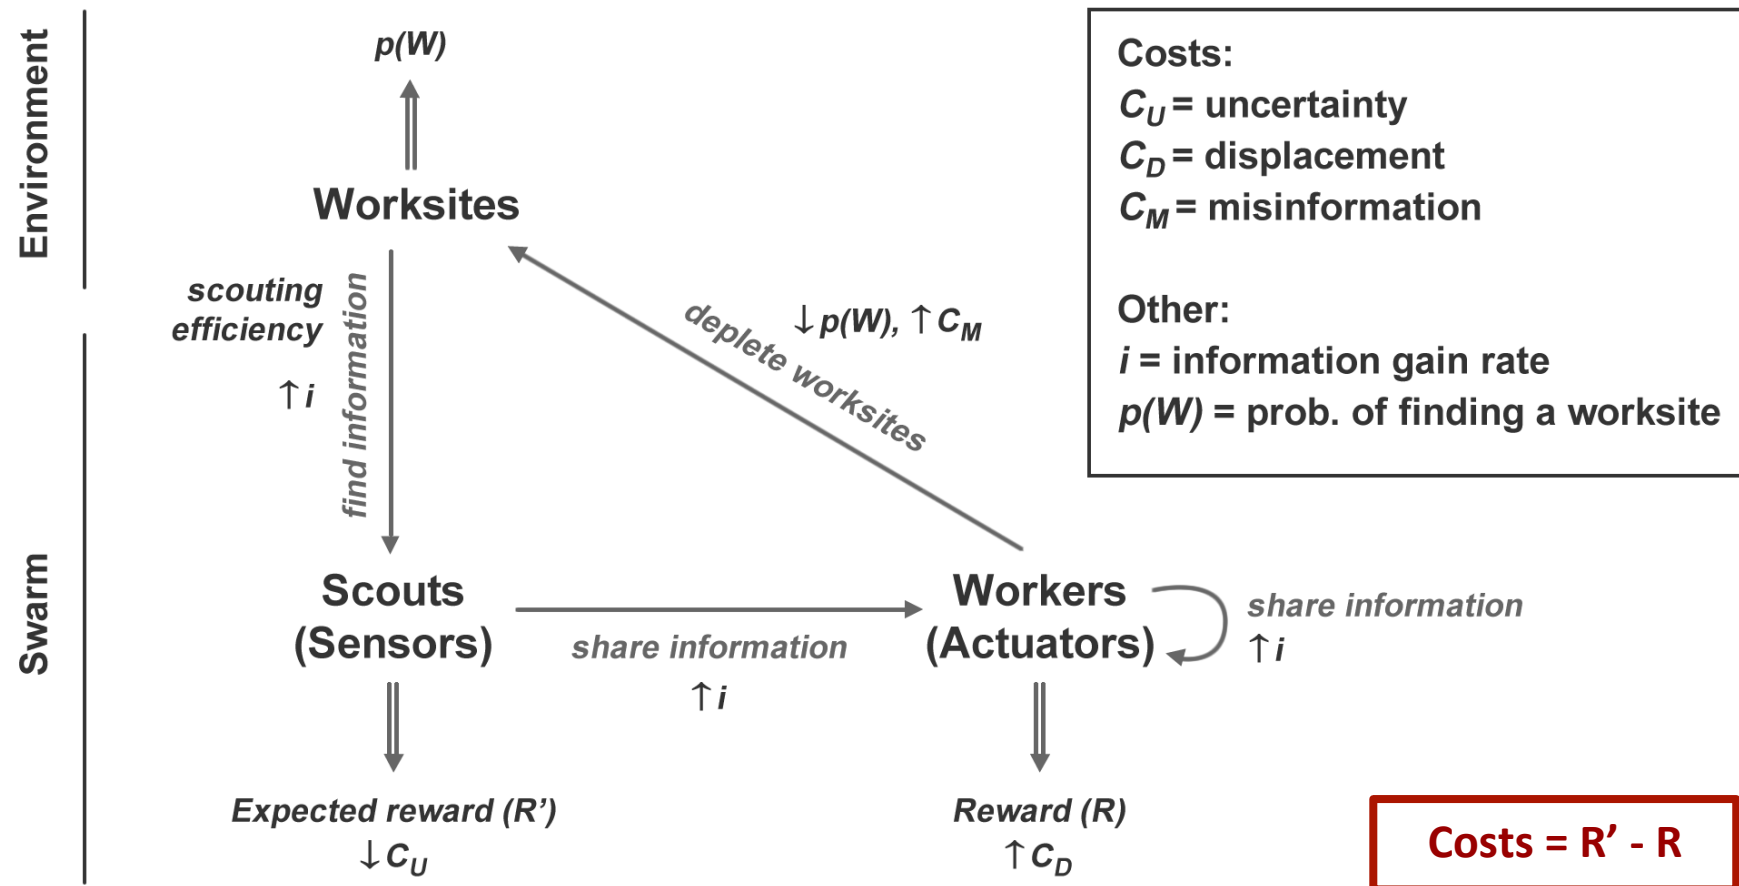 Environment
p(W)
Worksites
scouting
efficiency
↑ i
find information
deplete worksites
↓ p(W), ↑ C_M
Costs:
C_U = uncertainty
C_D = displacement
C_M = misinformation
Other:
i = information gain rate
p(W) = prob. of finding a worksite
Swarm
Scouts
(Sensors)
share information
↑ i
Workers
(Actuators)
share information
↑ i
Expected reward (R’)
↓ C_U
Reward (R)
↑ C_D
Costs = R’ - R